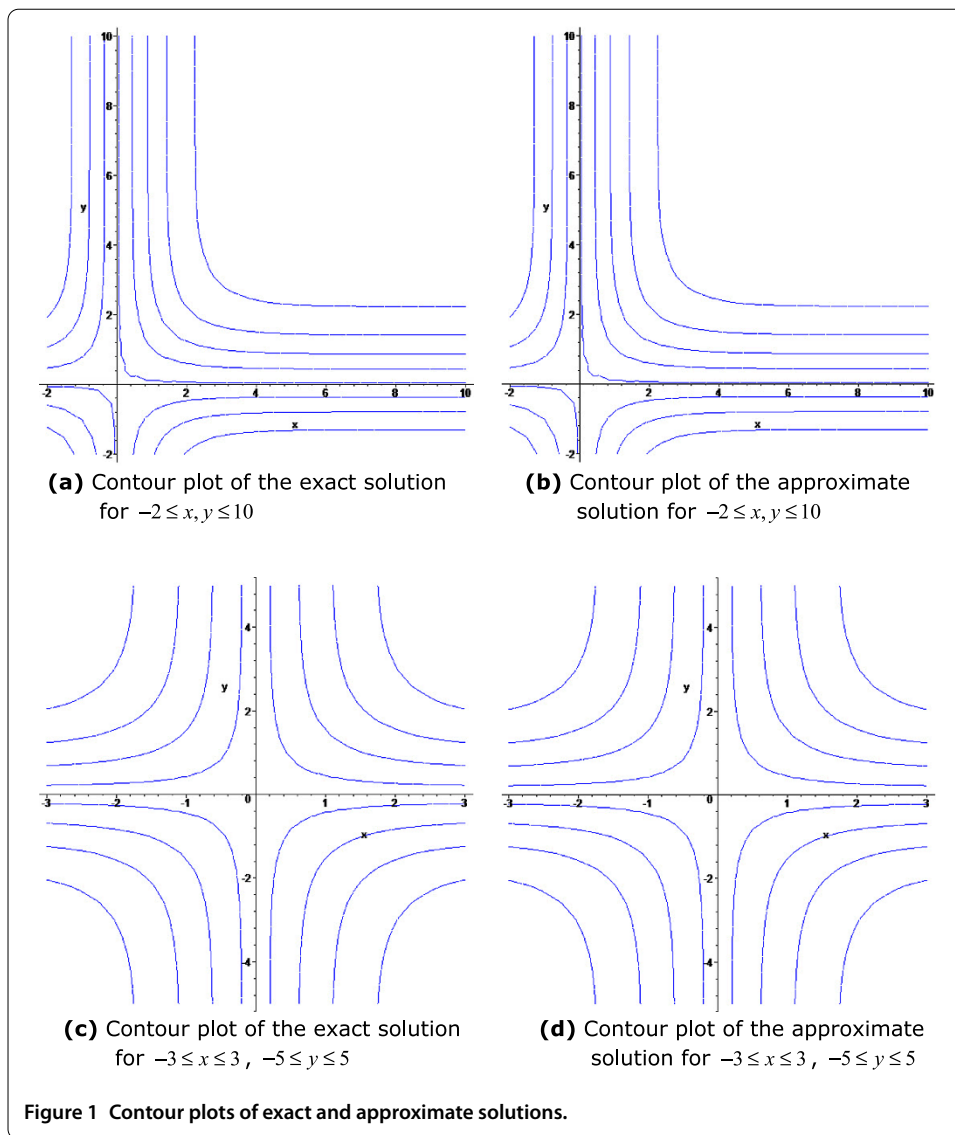 10
8
6
y
4
2
-2 2 4 6 8 10
x
-2
10
8
6
y
4
2
-2 0 2 4 6 8 10
x
-2
(a) Contour plot of the exact solution
for −2 ≤ x, y ≤ 10
(b) Contour plot of the approximate
solution for −2 ≤ x, y ≤ 10
4
y
2
-3 -2 -1 0 1 2 3
x
-2
-4
4
y
2
-3 -2 -1 0 1 2 3
x
-2
-4
(c) Contour plot of the exact solution
for −3 ≤ x ≤ 3 , −5 ≤ y ≤ 5
(d) Contour plot of the approximate
solution for −3 ≤ x ≤ 3 , −5 ≤ y ≤ 5
Figure 1 Contour plots of exact and approximate solutions.